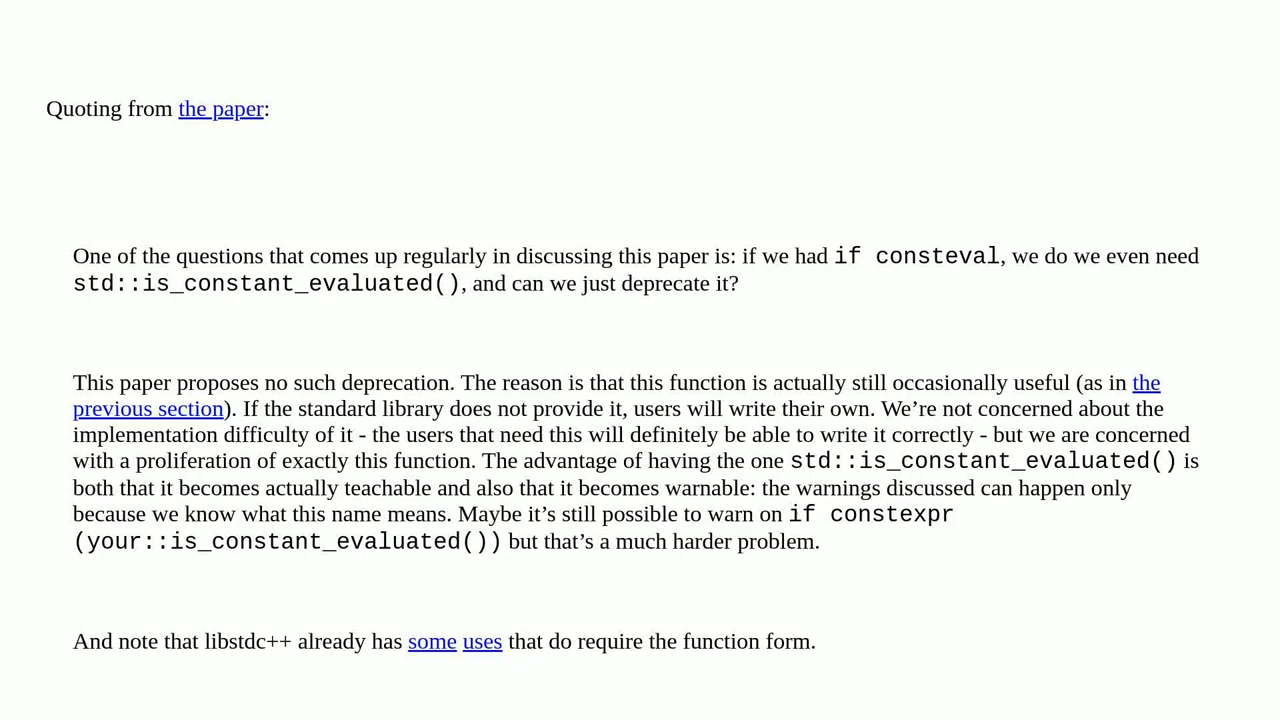 Quoting from the paper:
One of the questions that comes up regularly in discussing this paper is: if we had if consteval, we do we even need
std::is_constant_evaluated(), and can we just deprecate it?
This paper proposes no such deprecation. The reason is that this function is actually still occasionally useful (as in the
previous section). If the standard library does not provide it, users will write their own. We’re not concerned about the
implementation difficulty of it - the users that need this will definitely be able to write it correctly - but we are concerned
with a proliferation of exactly this function. The advantage of having the one std::is_constant_evaluated() is
both that it becomes actually teachable and also that it becomes warnable: the warnings discussed can happen only
because we know what this name means. Maybe it’s still possible to warn on if constexpr
(your::is_constant_evaluated()) but that’s a much harder problem.
And note that libstdc++ already has some uses that do require the function form.